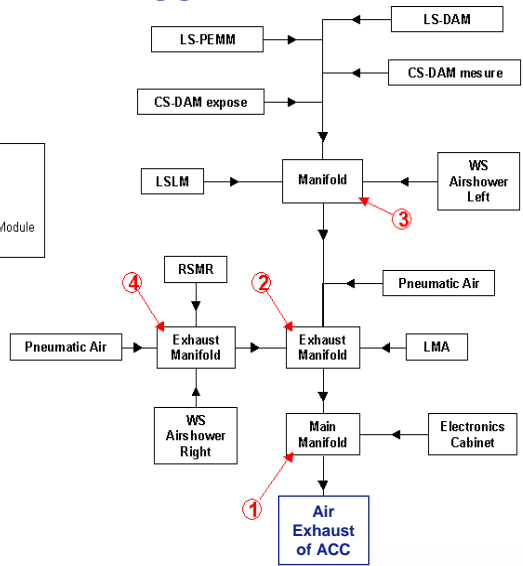 LS-DAM
LS-PEMM
CS-DAM mesure
CS-DAM expose
Module
LSLM
Manifold
WS
Airshower
Left
3
RSMR
4
2
Pneumatic Air
Pneumatic Air
Exhaust
Manifold
Exhaust
Manifold
LMA
WS
Airshower
Right
Main
Manifold
Electronics
Cabinet
1
Air
Exhaust
of ACC